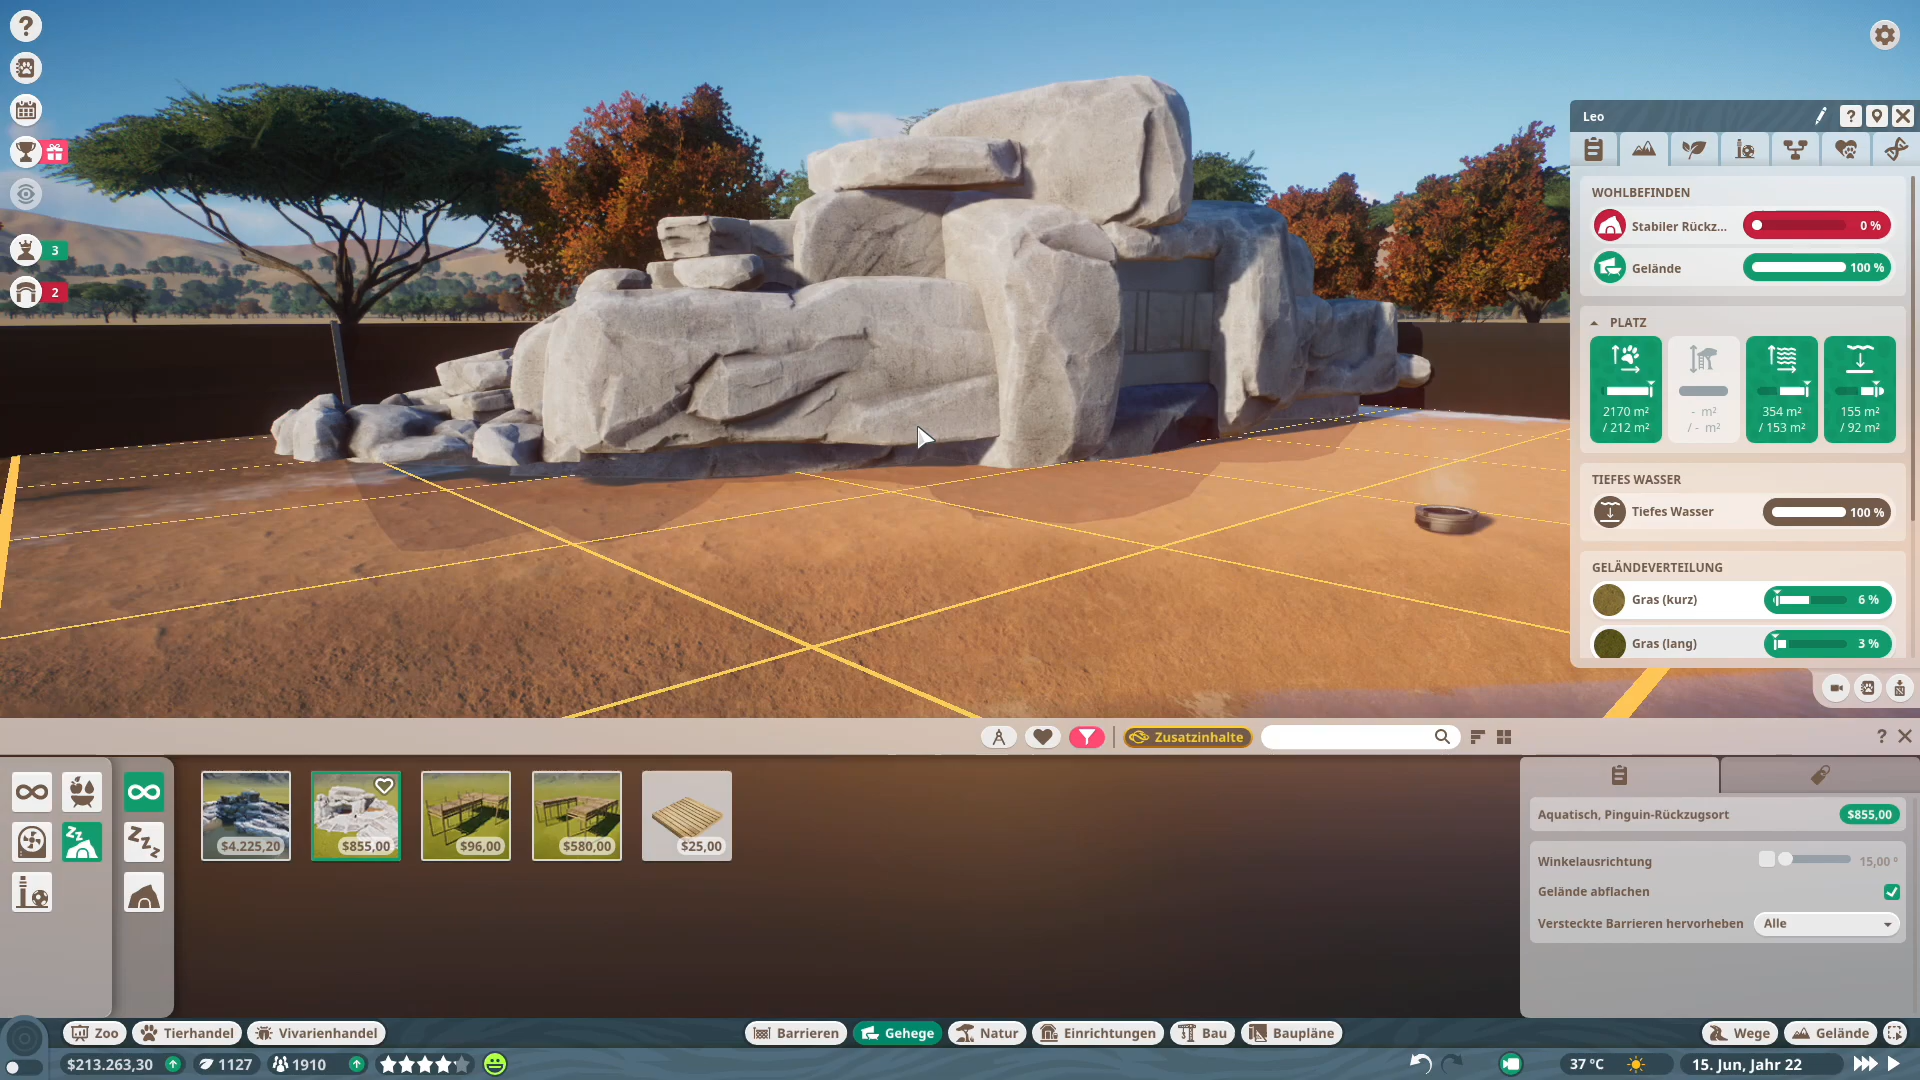 3
2
Leo
WOHLBEFINDEN
Stabiler Rückz...
0 %
Gelände
100 %
PLATZ
2170 m²
/ 212 m²
- m²
/ - m²
354 m²
/ 153 m²
155 m²
/ 92 m²
TIEFES WASSER
Tiefes Wasser
100 %
GELÄNDEVERTEILUNG
Gras (kurz)
6 %
Gras (lang)
3 %
Zusatzinhalte
$4.225,20
$855,00
$96,00
$580,00
$25,00
Aquatisch, Pinguin-Rückzugsort
$855,00
Winkelausrichtung
15,00 °
Gelände abflachen
Versteckte Barrieren hervorheben
Alle
Zoo
Tierhandel
Vivarienhandel
Barrieren
Gehege
Natur
Einrichtungen
Bau
Baupläne
Wege
Gelände
$213.263,30
1127
1910
37 °C
15. Jun, Jahr 22